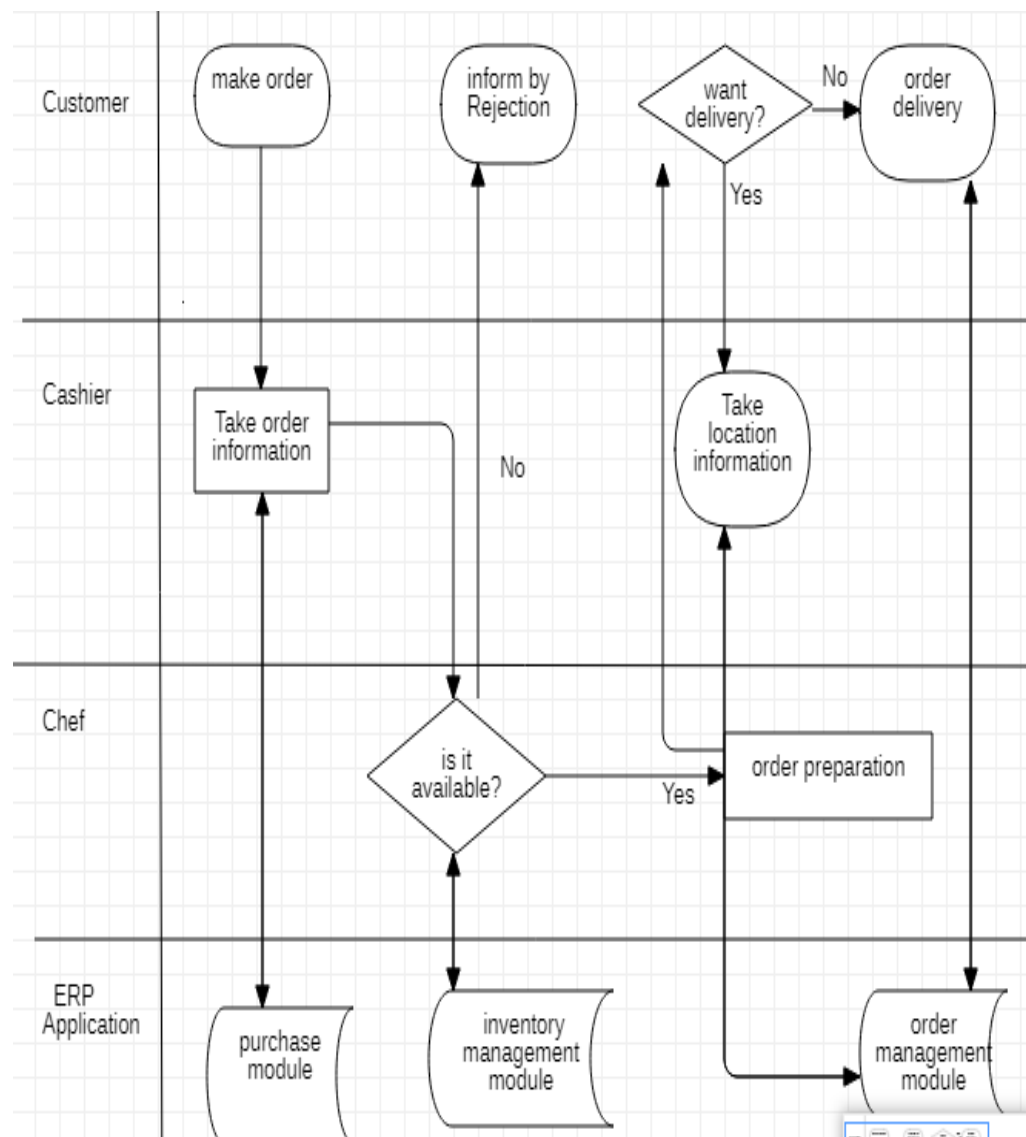 Customer
make order
inform by
Rejection
want
delivery?
No
order
delivery
Yes
Cashier
Take order
information
No
Take
location
information
Chef
is it
available?
Yes
order preparation
ERP
Application
purchase
module
inventory
management
module
order
management
module